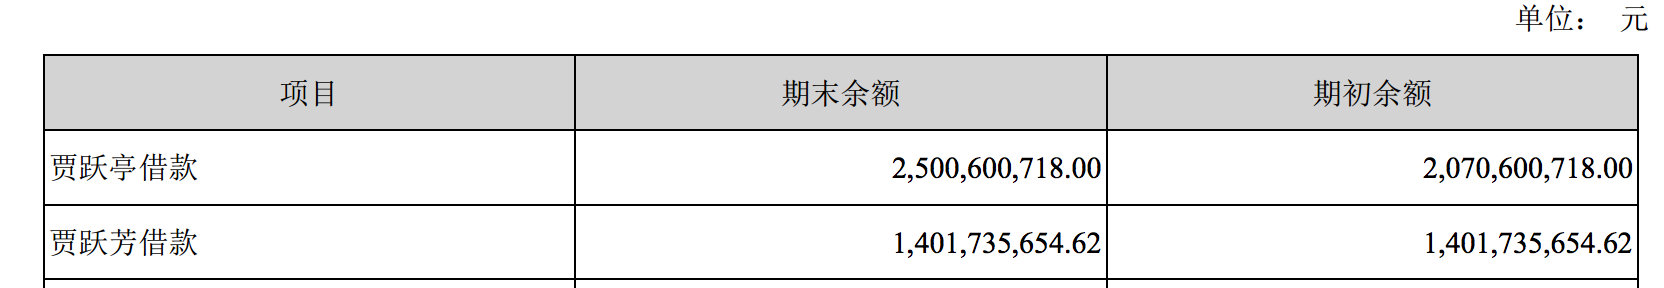 单位： 元
项目 期末余额 期初余额
贾跃亭借款 2,500,600,718.00 2,070,600,718.00
贾跃芳借款 1,401,735,654.62 1,401,735,654.62